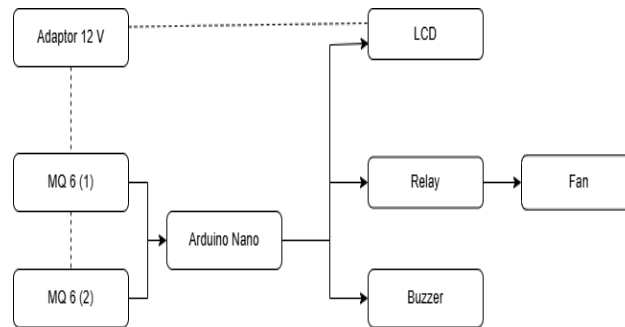 Adaptor 12 V
LCD
MQ 6 (1)
Relay
Fan
Arduino Nano
MQ 6 (2)
Buzzer